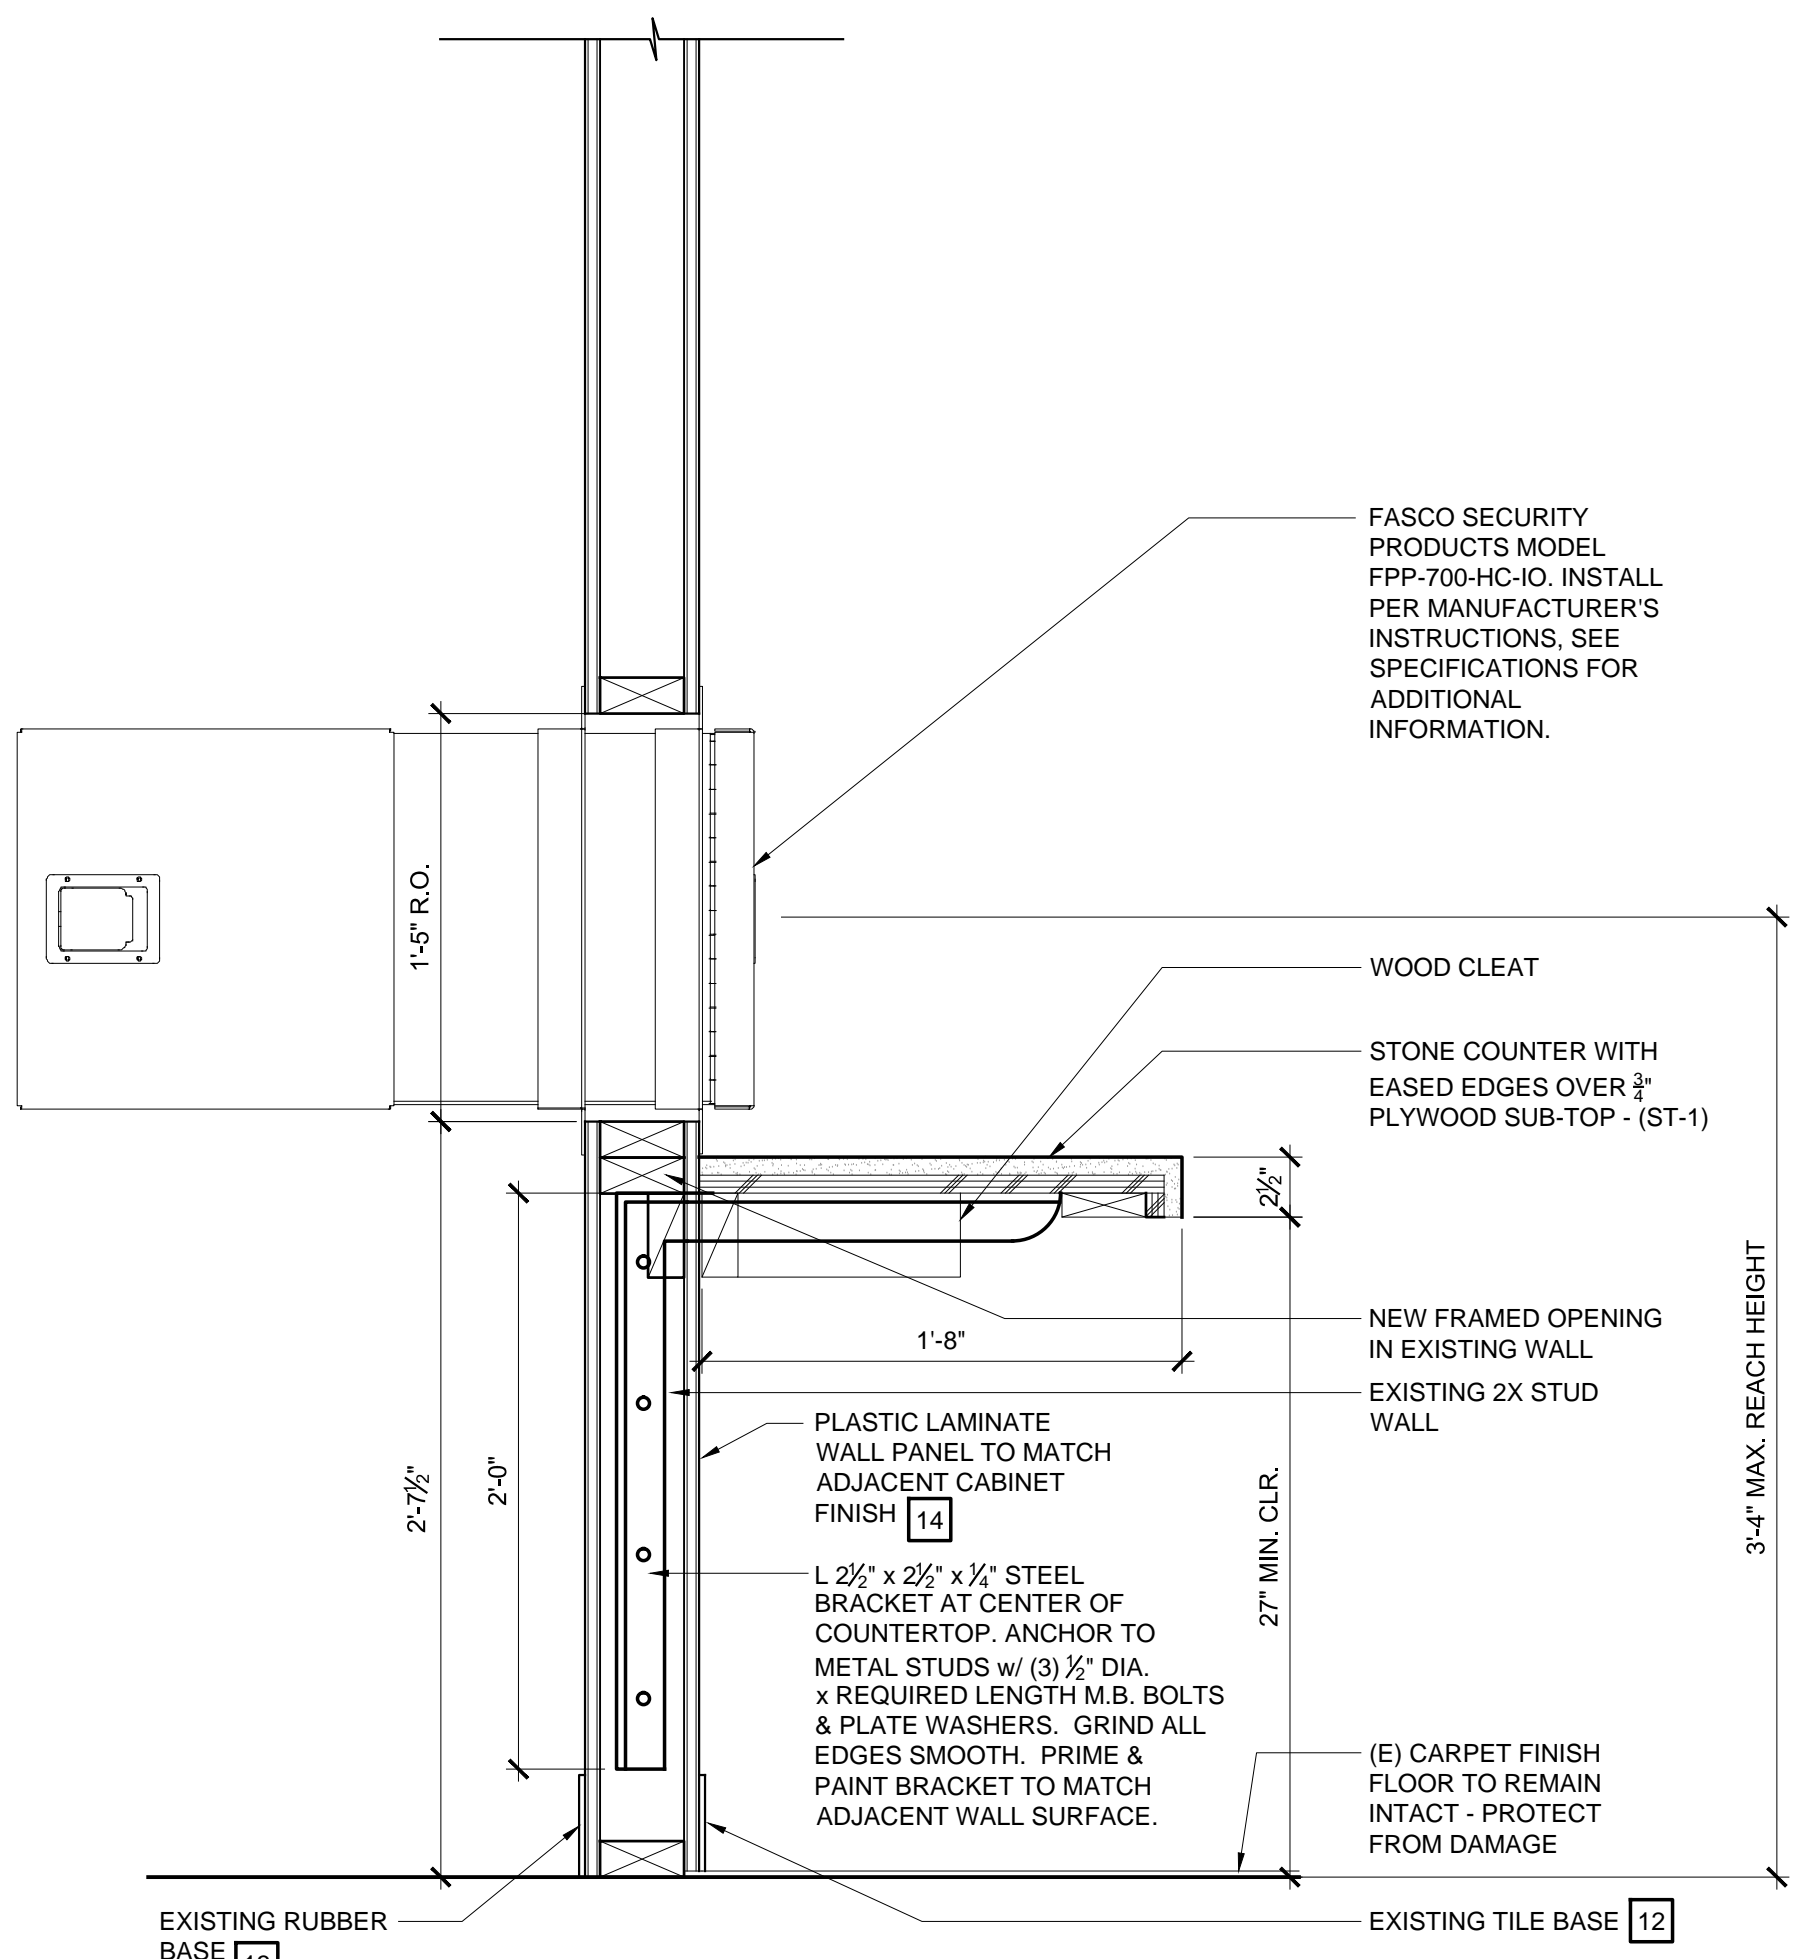 FASCO SECURITY
PRODUCTS MODEL
FPP-700-HC-IO. INSTALL
PER MANUFACTURER'S
INSTRUCTIONS, SEE
SPECIFICATIONS FOR
ADDITIONAL
INFORMATION.
1'-5" R.O.
WOOD CLEAT
STONE COUNTER WITH
EASED EDGES OVER 3/4"
PLYWOOD SUB-TOP - (ST-1)
2½"
3'-4" MAX. REACH HEIGHT
NEW FRAMED OPENING
IN EXISTING WALL
1'-8"
EXISTING 2X STUD
WALL
PLASTIC LAMINATE
WALL PANEL TO MATCH
ADJACENT CABINET
FINISH 14
2'-7½"
2'-0"
27" MIN. CLR.
L 2½" x 2½" x ¼" STEEL
BRACKET AT CENTER OF
COUNTERTOP. ANCHOR TO
METAL STUDS w/ (3) ½" DIA.
x REQUIRED LENGTH M.B. BOLTS
& PLATE WASHERS. GRIND ALL
EDGES SMOOTH. PRIME &
PAINT BRACKET TO MATCH
ADJACENT WALL SURFACE.
(E) CARPET FINISH
FLOOR TO REMAIN
INTACT - PROTECT
FROM DAMAGE
EXISTING RUBBER
BASE
EXISTING TILE BASE 12